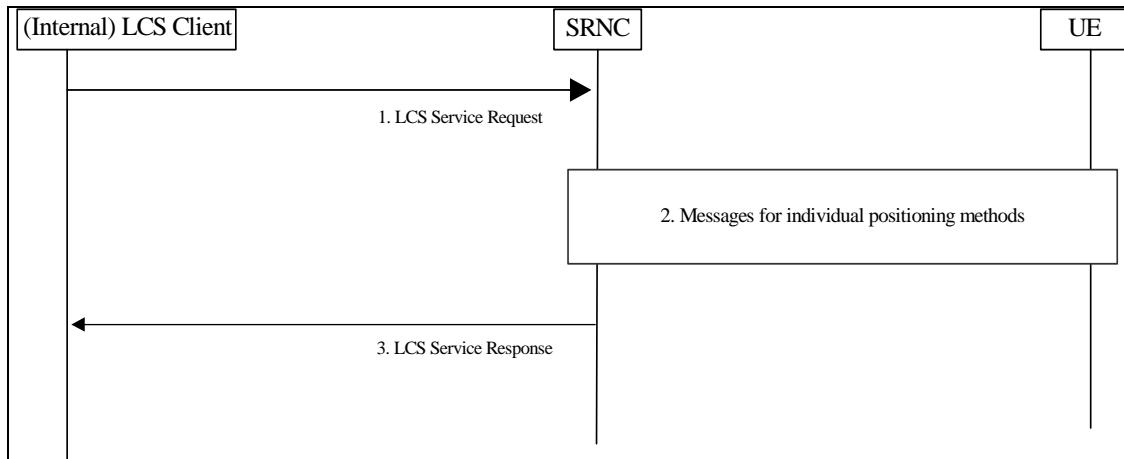 (Internal) LCS Client
SRNC
UE
1. LCS Service Request
2. Messages for individual positioning methods
3. LCS Service Response